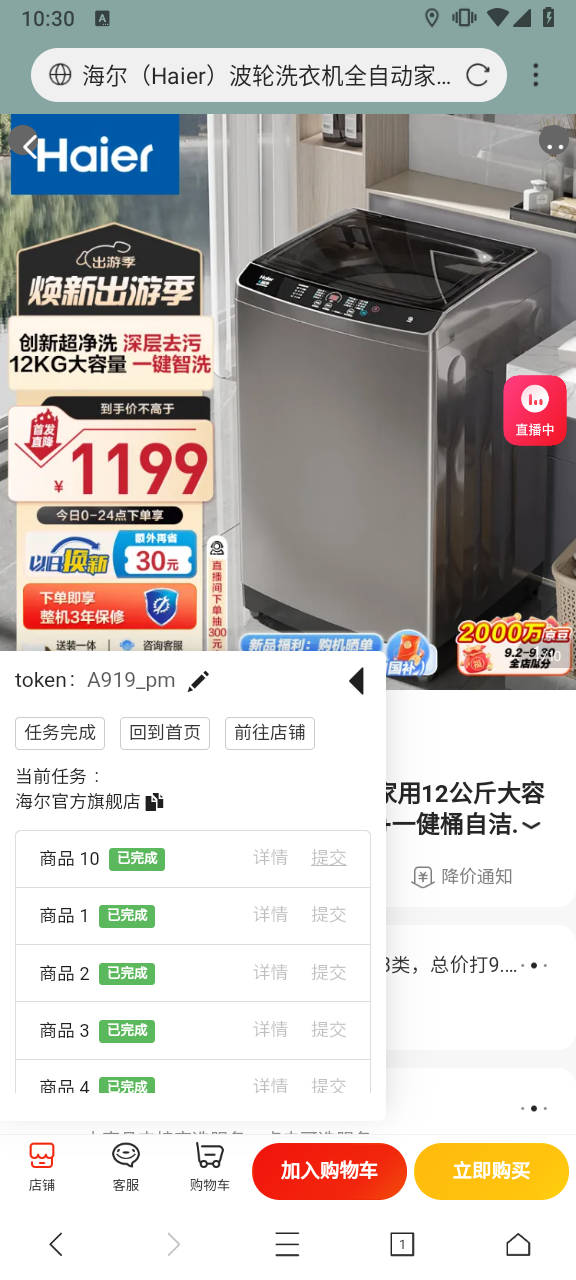 10:30
A
海尔（Haier）波轮洗衣机全自动家...
Haier
出游季
焕新出游季
创新超净洗 深层去污
12KG大容量 一键智洗
首发
直降
到手价不高于
¥1199
今日0-24点下单享
以旧换新
额外再省
30元
下单即享
整机3年保修
送装一体
咨询客服
直播间下单抽300元
Haier
直播中
新品福利：购机晒单
国补
2000万京豆
9.2-9.30
全店瓜分
token： A919_pm
任务完成
回到首页
前往店铺
当前任务：
海尔官方旗舰店
商品 10 已完成 详情 提交
商品 1 已完成 详情 提交
商品 2 已完成 详情 提交
商品 3 已完成 详情 提交
商品 4 已完成 详情 提交
家用12公斤大容
一健桶自洁.
降价通知
3类，总价打9....
店铺
客服
购物车
加入购物车
立即购买
1